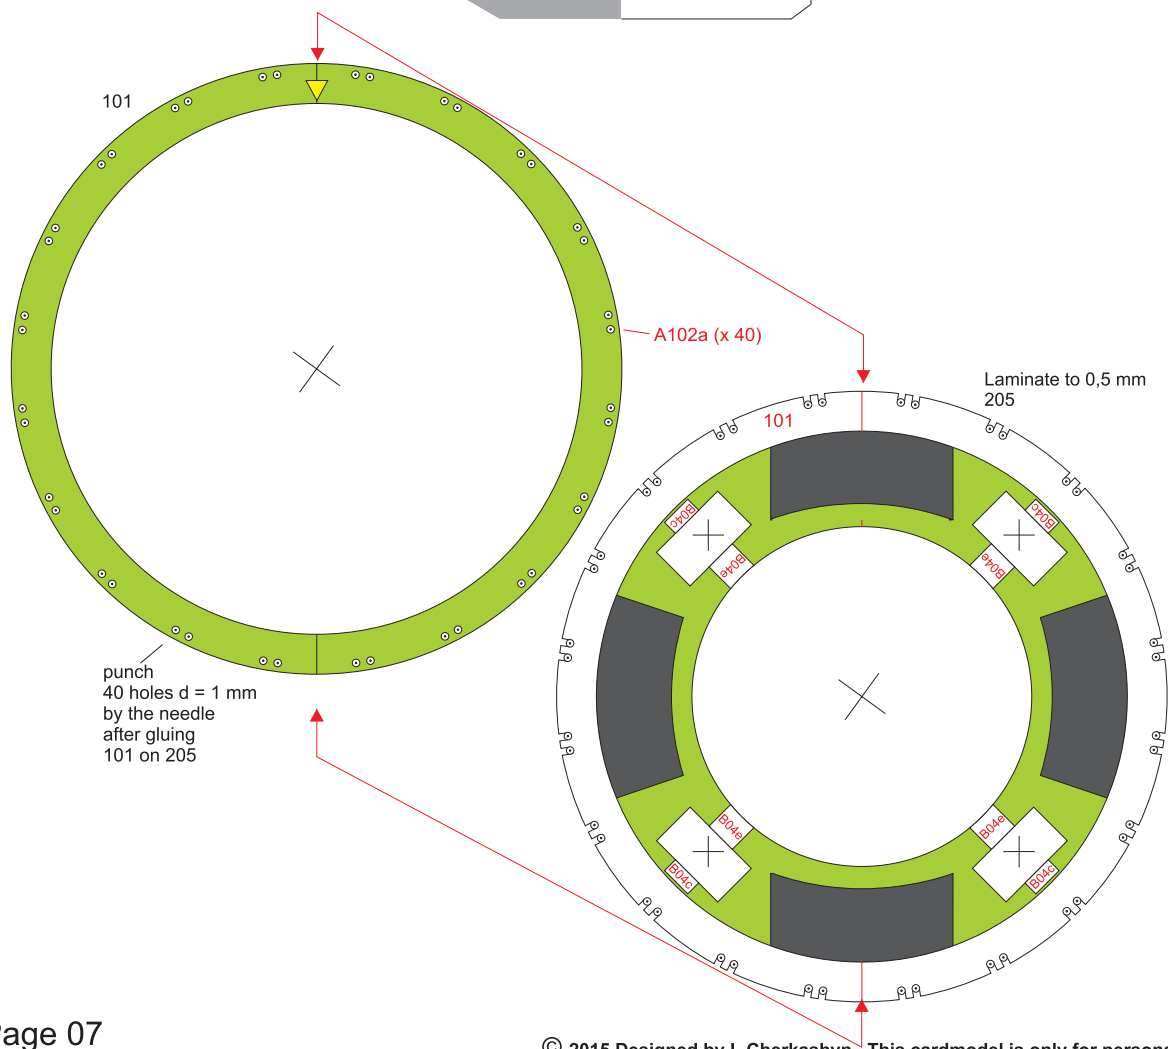 101
A102a (x 40)
Laminate to 0,5 mm
205
101
B04c
B04c
B04e
B04e
punch
40 holes d = 1 mm
by the needle
after gluing
101 on 205
B04e
B04e
B04c
B04c
Page 07
© 2015 Designed by I. Cherkashyn This cardmodel is only for